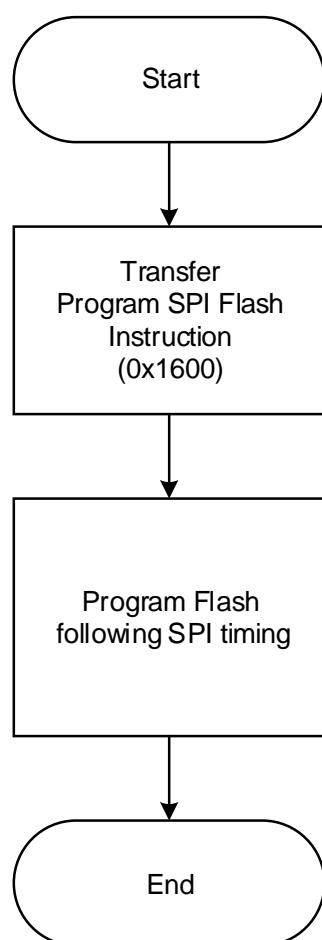 Start
Transfer
Program SPI Flash
Instruction
(0x1600)
Program Flash
following SPI timing
End